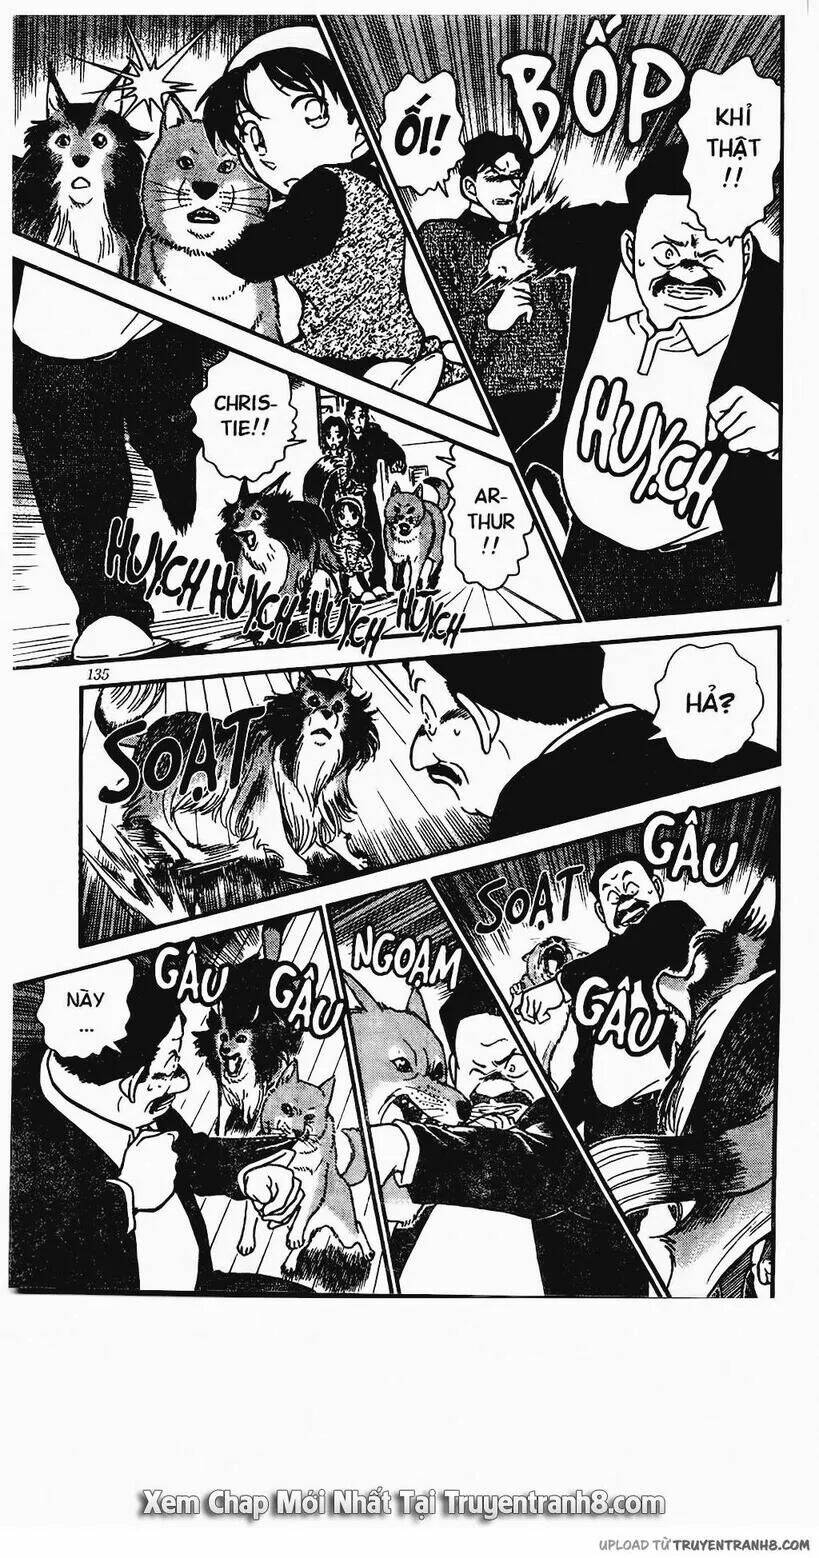 KHỈ
THẬT
!!
BỐP
ỐI!
HUỴCH
AR-
THUR
!!
CHRIS-
TIE!!
HUỴCH HUỴCH HUỴCH HUỴCH
135
HẢ?
SOẠT
GÂU
SOẠT
GÂU
NGOẠM
GÂU
GÂU
NÀY
...
Xem Chap Mới Nhất Tại Truyentranh8.com
UPLOAD TỪ TRUYENTRANH8.COM